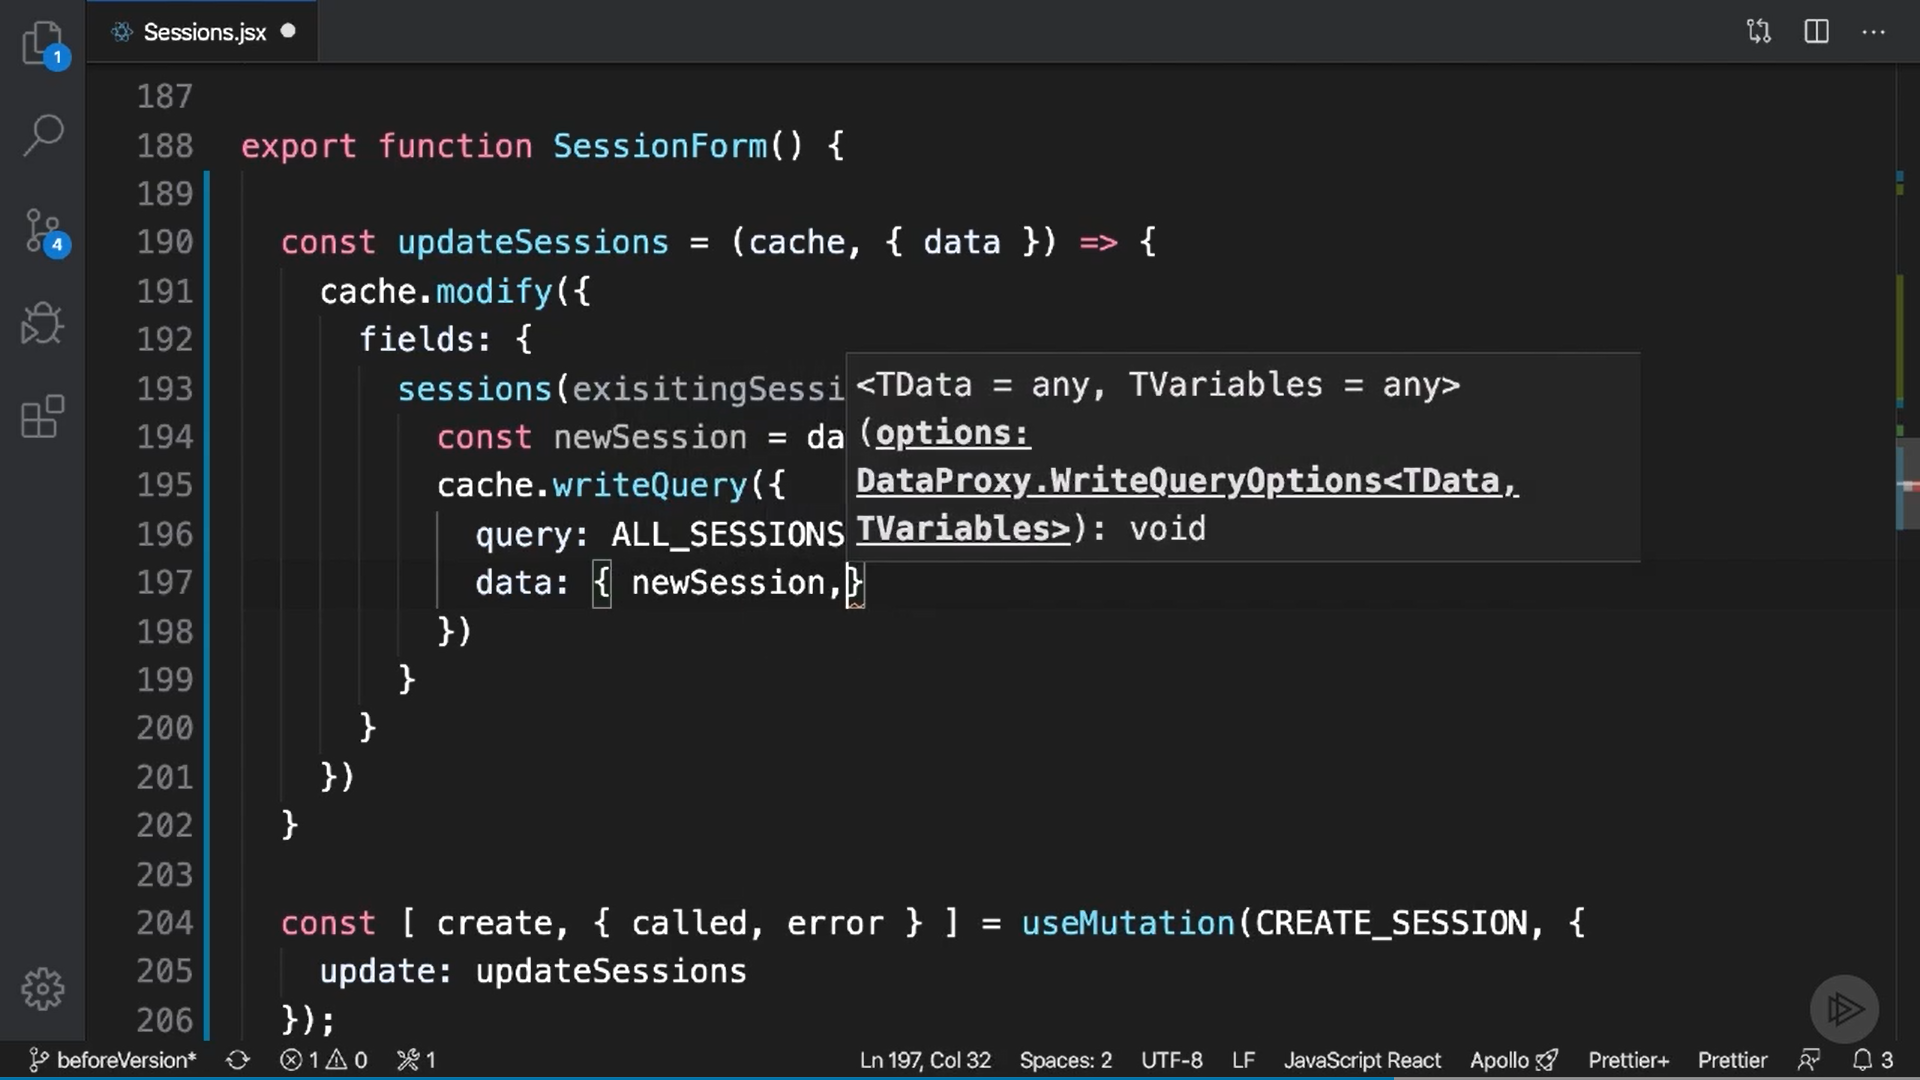 Sessions.jsx
1
187
188 export function SessionForm() {
189
190 const updateSessions = (cache, { data }) => {
191 cache.modify({
192 fields: {
193 sessions(exisitingSessi
194 const newSession = da
195 cache.writeQuery({
196 query: ALL_SESSIONS
197 data: { newSession,}
198 })
199 }
200 }
201 })
202 }
203
204 const [ create, { called, error } ] = useMutation(CREATE_SESSION, {
205 update: updateSessions
206 });
<TData = any, TVariables = any>
(options:
DataProxy.WriteQueryOptions<TData,
TVariables>): void
4
beforeVersion* 1 0 1 Ln 197, Col 32 Spaces: 2 UTF-8 LF JavaScript React Apollo Prettier+ Prettier 3